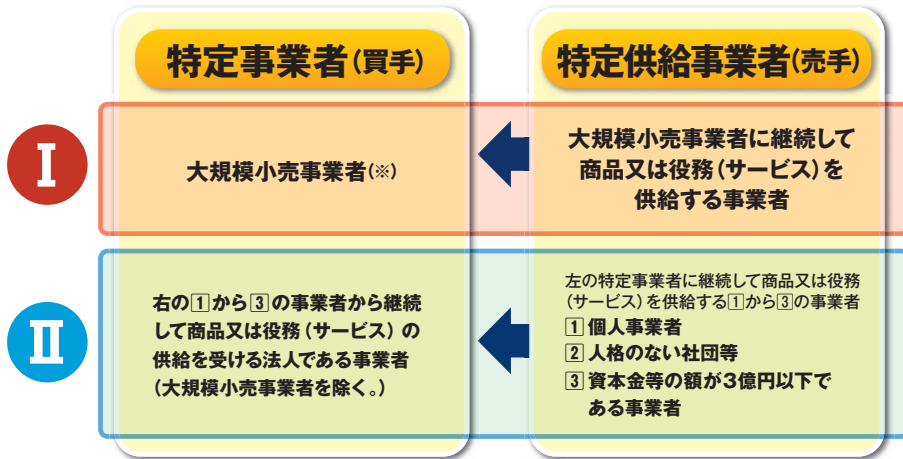 特定事業者(買手)
特定供給事業者(売手)
Ⅰ
大規模小売事業者(※)
大規模小売事業者に継続して
商品又は役務(サービス)を
供給する事業者
Ⅱ
右の1から3の事業者から継続
して商品又は役務(サービス)の
供給を受ける法人である事業者
(大規模小売事業者を除く。)
左の特定事業者に継続して商品又は役務
(サービス)を供給する1から3の事業者
1 個人事業者
2 人格のない社団等
3 資本金等の額が3億円以下で
ある事業者